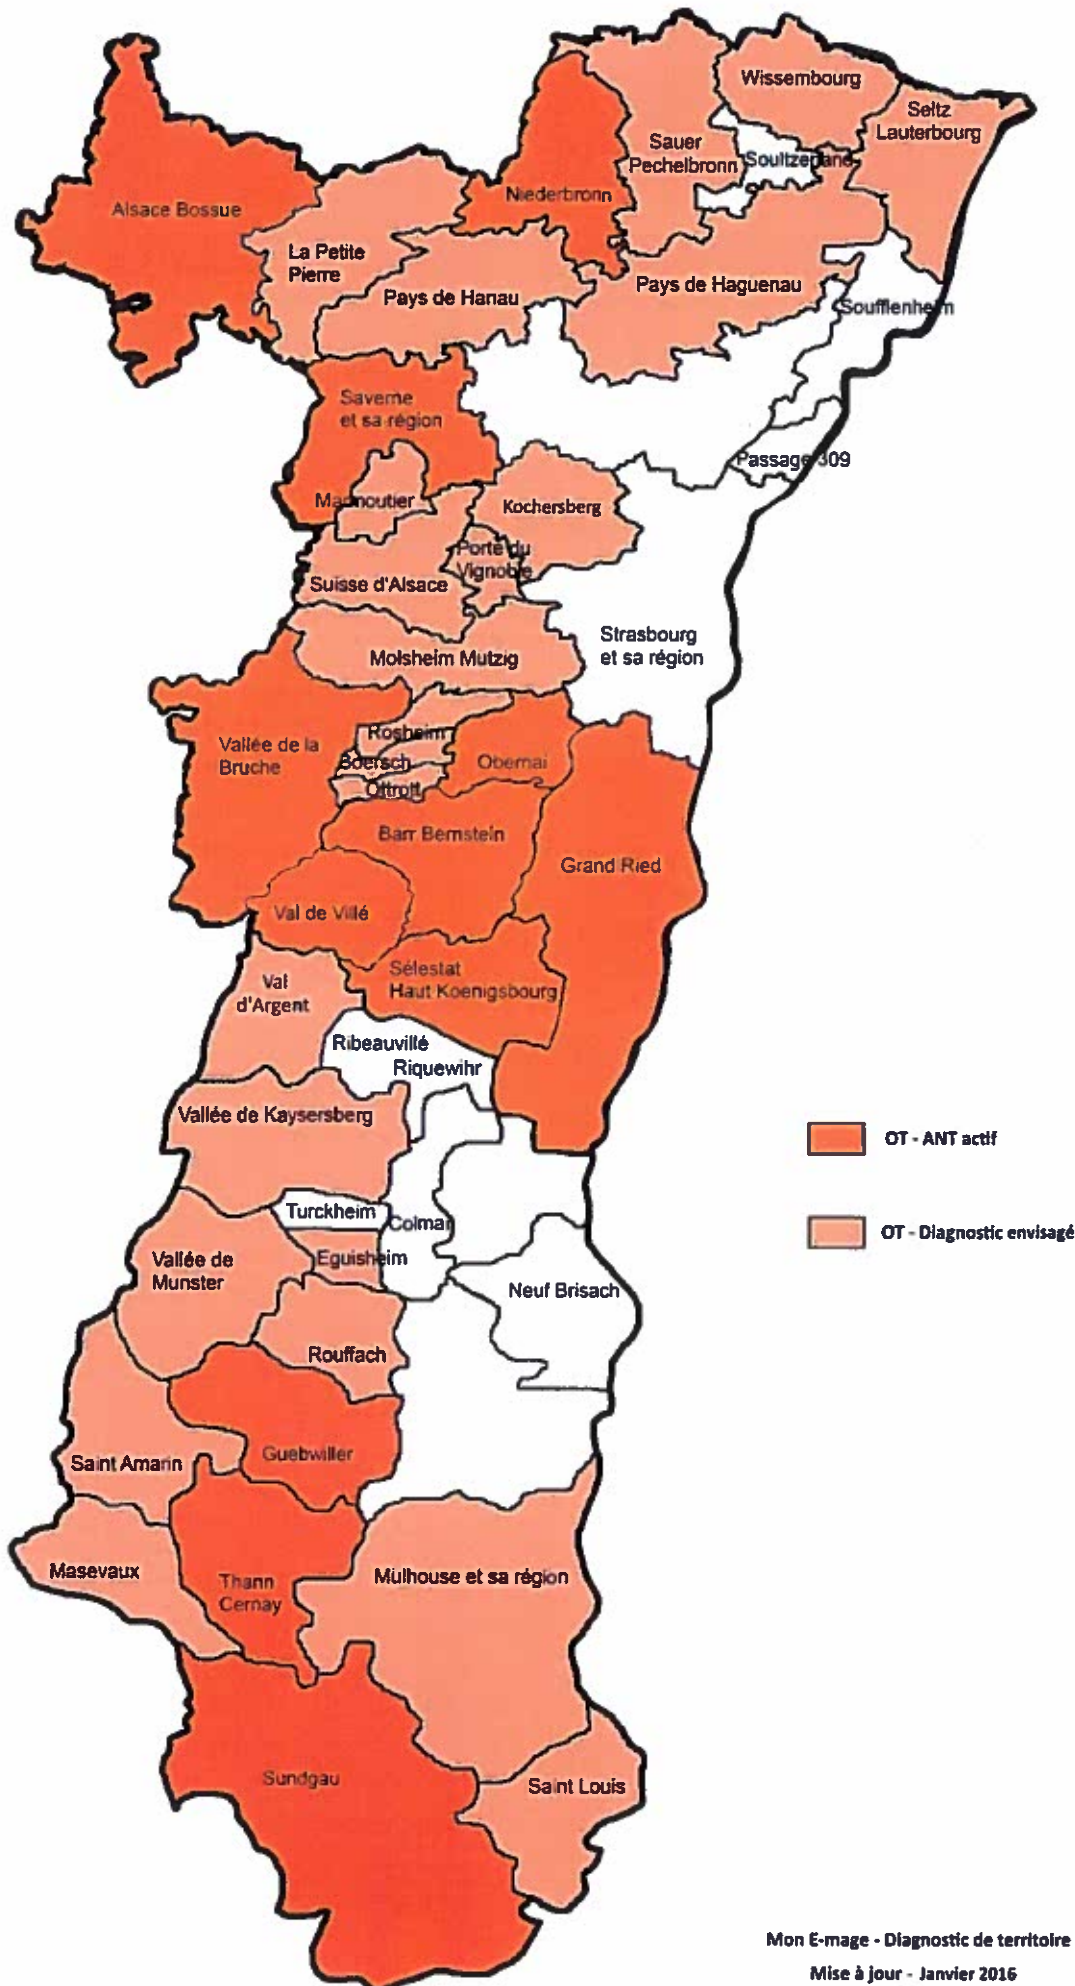 Wissembourg
Seltz
Lauterbourg
Sauer
Pechelbronn
Soultzerland
Niederbronn
Alsace Bossue
La Petite
Pierre
Pays de Hanau
Pays de Haguenau
Soufflenheim
Saverne
et sa région
Passage 309
Marmoutier
Kochersberg
Porte du
Vignoble
Suisse d'Alsace
Strasbourg
et sa région
Molsheim Mutzig
Rosheim
Vallée de la
Bruche
Boersch
Obernai
Ottrott
Barr Bernstein
Grand Ried
Val de Villé
Sélestat
Haut Koenigsbourg
Val
d'Argent
Ribeauvillé
Riquewihr
Vallée de Kaysersberg
OT - ANT actif
Turckheim
Colmar
OT - Diagnostic envisagé
Eguisheim
Vallée de
Munster
Neuf Brisach
Rouffach
Guebwiller
Saint Amarin
Masevaux
Thann
Cernay
Mulhouse et sa région
Sundgau
Saint Louis
Mon E-mage - Diagnostic de territoire
Mise à jour - Janvier 2016